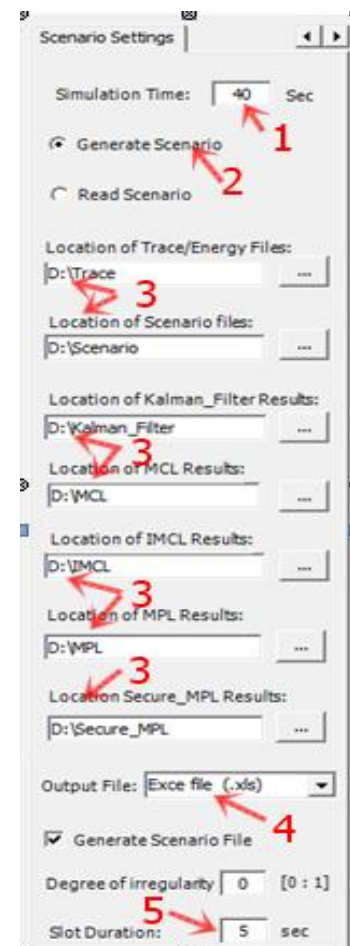 Scenario Settings
Simulation Time: 40 Sec
1
Generate Scenario
2
Read Scenario
Location of Trace/Energy Files:
D:\Trace ...
3
Location of Scenario files:
D:\Scenario ...
Location of Kalman_Filter Results:
D:\Kalman_Filter ...
3
Location of MCL Results:
D:\MCL ...
Location of IMCL Results:
D:\IMCL ...
3
Location of MPL Results:
D:\MPL ...
3
Location Secure_MPL Results:
D:\Secure_MPL ...
Output File: Exce file (.xls)
4
Generate Scenario File
Degree of irregularity 0 [0 : 1]
5
Slot Duration: 5 sec